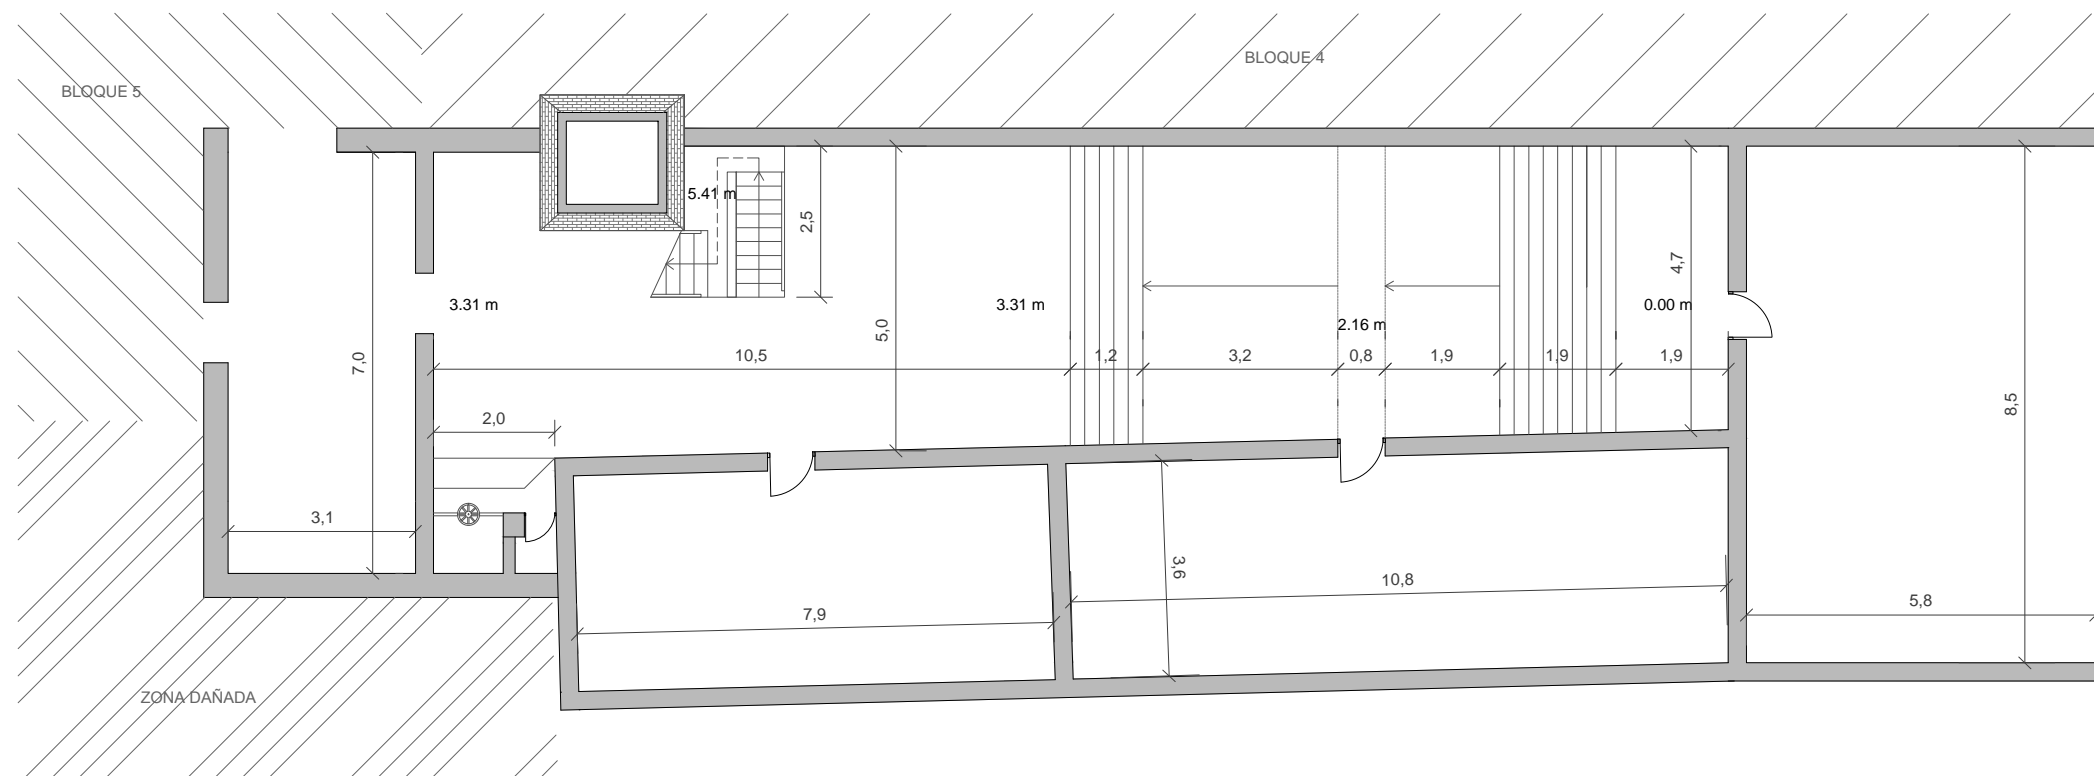 BLOQUE 4
BLOQUE 5
5.41 m
2,5
4,7
3.31 m
3.31 m
0.00 m
2.16 m
5,0
7,0
10,5
1,2
3,2
0,8
1,9
1,9
1,9
8,5
2,0
3,1
3,6
10,8
7,9
5,8
ZONA DAÑADA